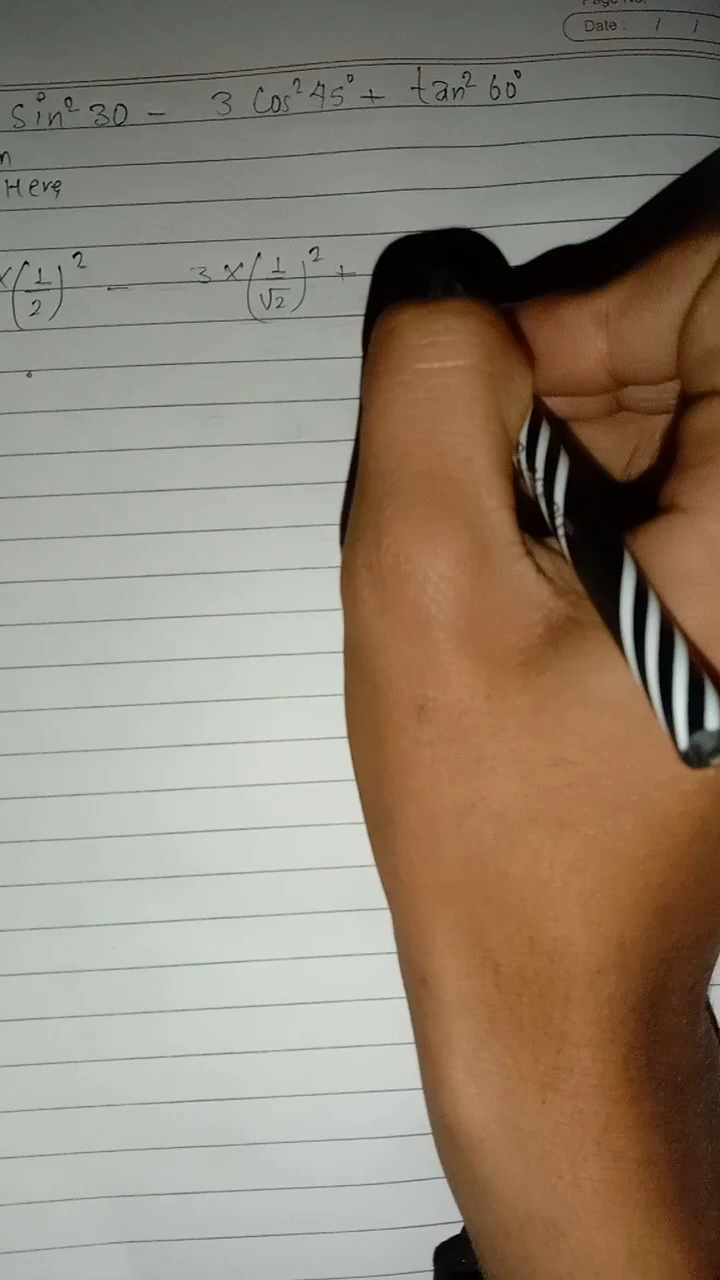 Date : / /
sin² 30 - 3 Cos² 45° + tan² 60°
n
Here
×(1/2)² - 3 × (1/√2)² +